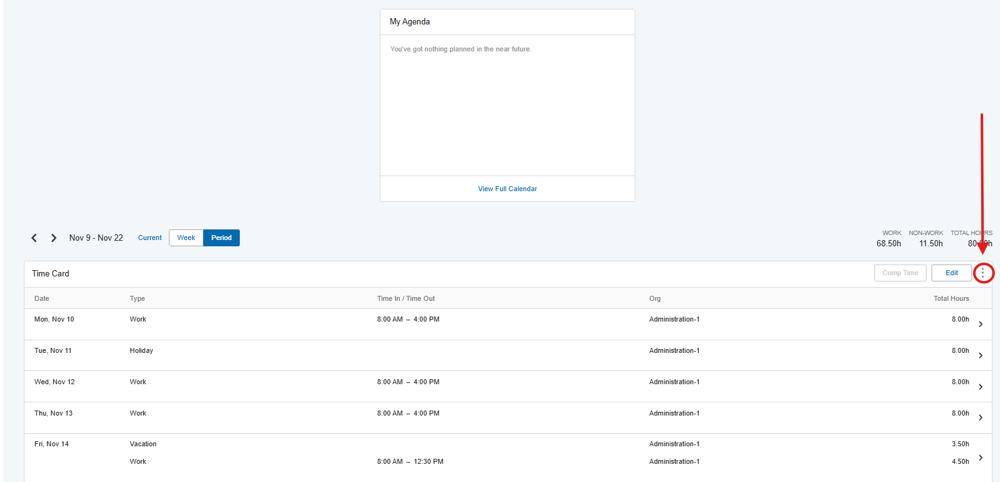 My Agenda
You've got nothing planned in the near future.
View Full Calendar
Nov 9 - Nov 22 Current Week Period
WORK NON-WORK TOTAL HOURS
68.50h 11.50h 80.00h
Time Card Comp Time Edit
Date Type Time In / Time Out Org Total Hours
Mon, Nov 10 Work 8:00 AM – 4:00 PM Administration-1 8.00h
Tue, Nov 11 Holiday Administration-1 8.00h
Wed, Nov 12 Work 8:00 AM – 4:00 PM Administration-1 8.00h
Thu, Nov 13 Work 8:00 AM – 4:00 PM Administration-1 8.00h
Fri, Nov 14 Vacation Administration-1 3.50h
Work 8:00 AM – 12:30 PM Administration-1 4.50h